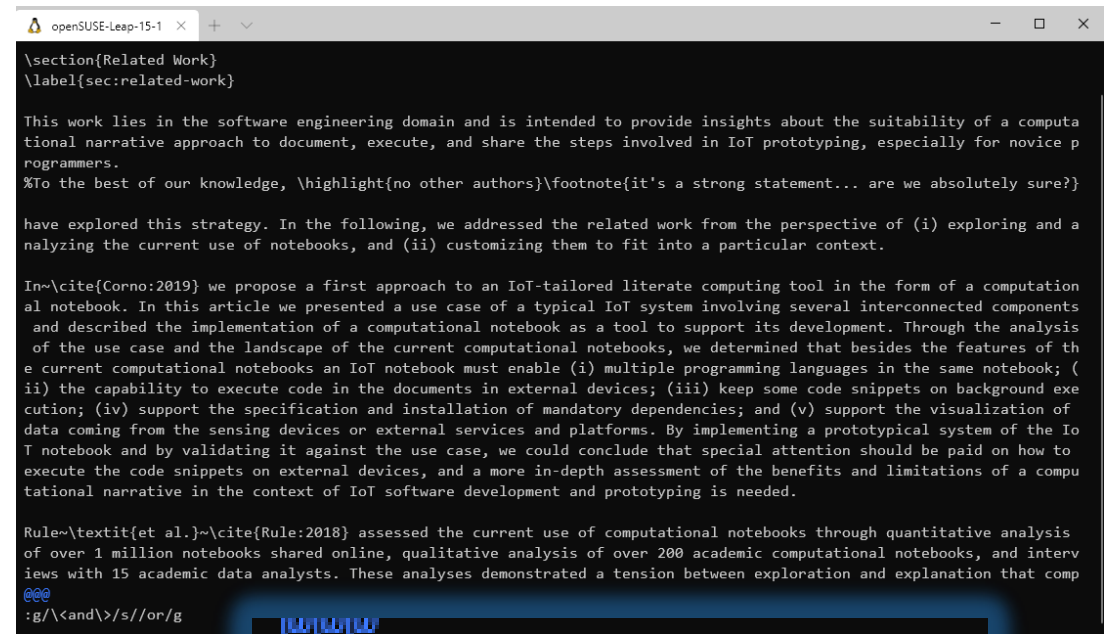 openSUSE-Leap-15-1
\section{Related Work}
\label{sec:related-work}
This work lies in the software engineering domain and is intended to provide insights about the suitability of a computa
tional narrative approach to document, execute, and share the steps involved in IoT prototyping, especially for novice p
rogrammers.
%To the best of our knowledge, \highlight{no other authors}\footnote{it's a strong statement... are we absolutely sure?}
have explored this strategy. In the following, we addressed the related work from the perspective of (i) exploring and a
nalyzing the current use of notebooks, and (ii) customizing them to fit into a particular context.
In~\cite{Corno:2019} we propose a first approach to an IoT-tailored literate computing tool in the form of a computation
al notebook. In this article we presented a use case of a typical IoT system involving several interconnected components
 and described the implementation of a computational notebook as a tool to support its development. Through the analysis
 of the use case and the landscape of the current computational notebooks, we determined that besides the features of th
e current computational notebooks an IoT notebook must enable (i) multiple programming languages in the same notebook; (
ii) the capability to execute code in the documents in external devices; (iii) keep some code snippets on background exe
cution; (iv) support the specification and installation of mandatory dependencies; and (v) support the visualization of
data coming from the sensing devices or external services and platforms. By implementing a prototypical system of the Io
T notebook and by validating it against the use case, we could conclude that special attention should be paid on how to
execute the code snippets on external devices, and a more in-depth assessment of the benefits and limitations of a compu
tational narrative in the context of IoT software development and prototyping is needed.
Rule~\textit{et al.}~\cite{Rule:2018} assessed the current use of computational notebooks through quantitative analysis
of over 1 million notebooks shared online, qualitative analysis of over 200 academic computational notebooks, and interv
iews with 15 academic data analysts. These analyses demonstrated a tension between exploration and explanation that comp
@@@
:g/\<and\>/s//or/g